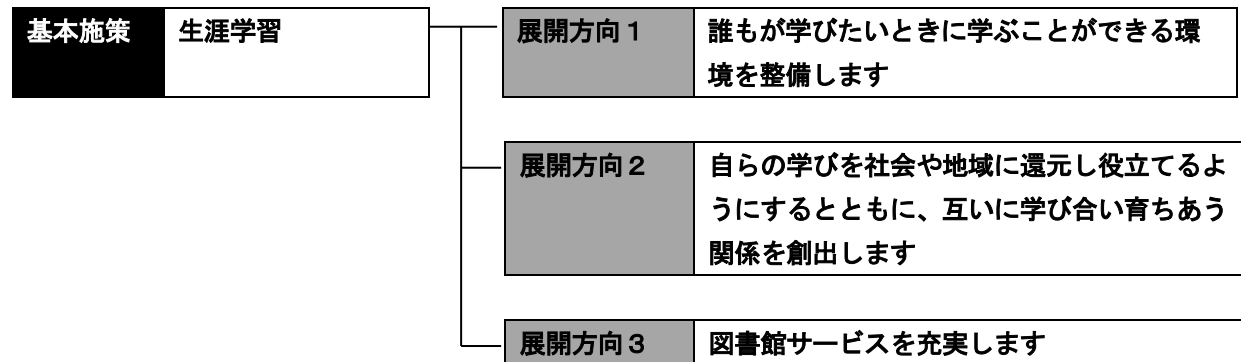 基本施策 生涯学習
展開方向1 誰もが学びたいときに学ぶことができる環
境を整備します
展開方向2 自らの学びを社会や地域に還元し役立てるよ
うにするとともに、互いに学び合い育ちあう
関係を創出します
展開方向3 図書館サービスを充実します